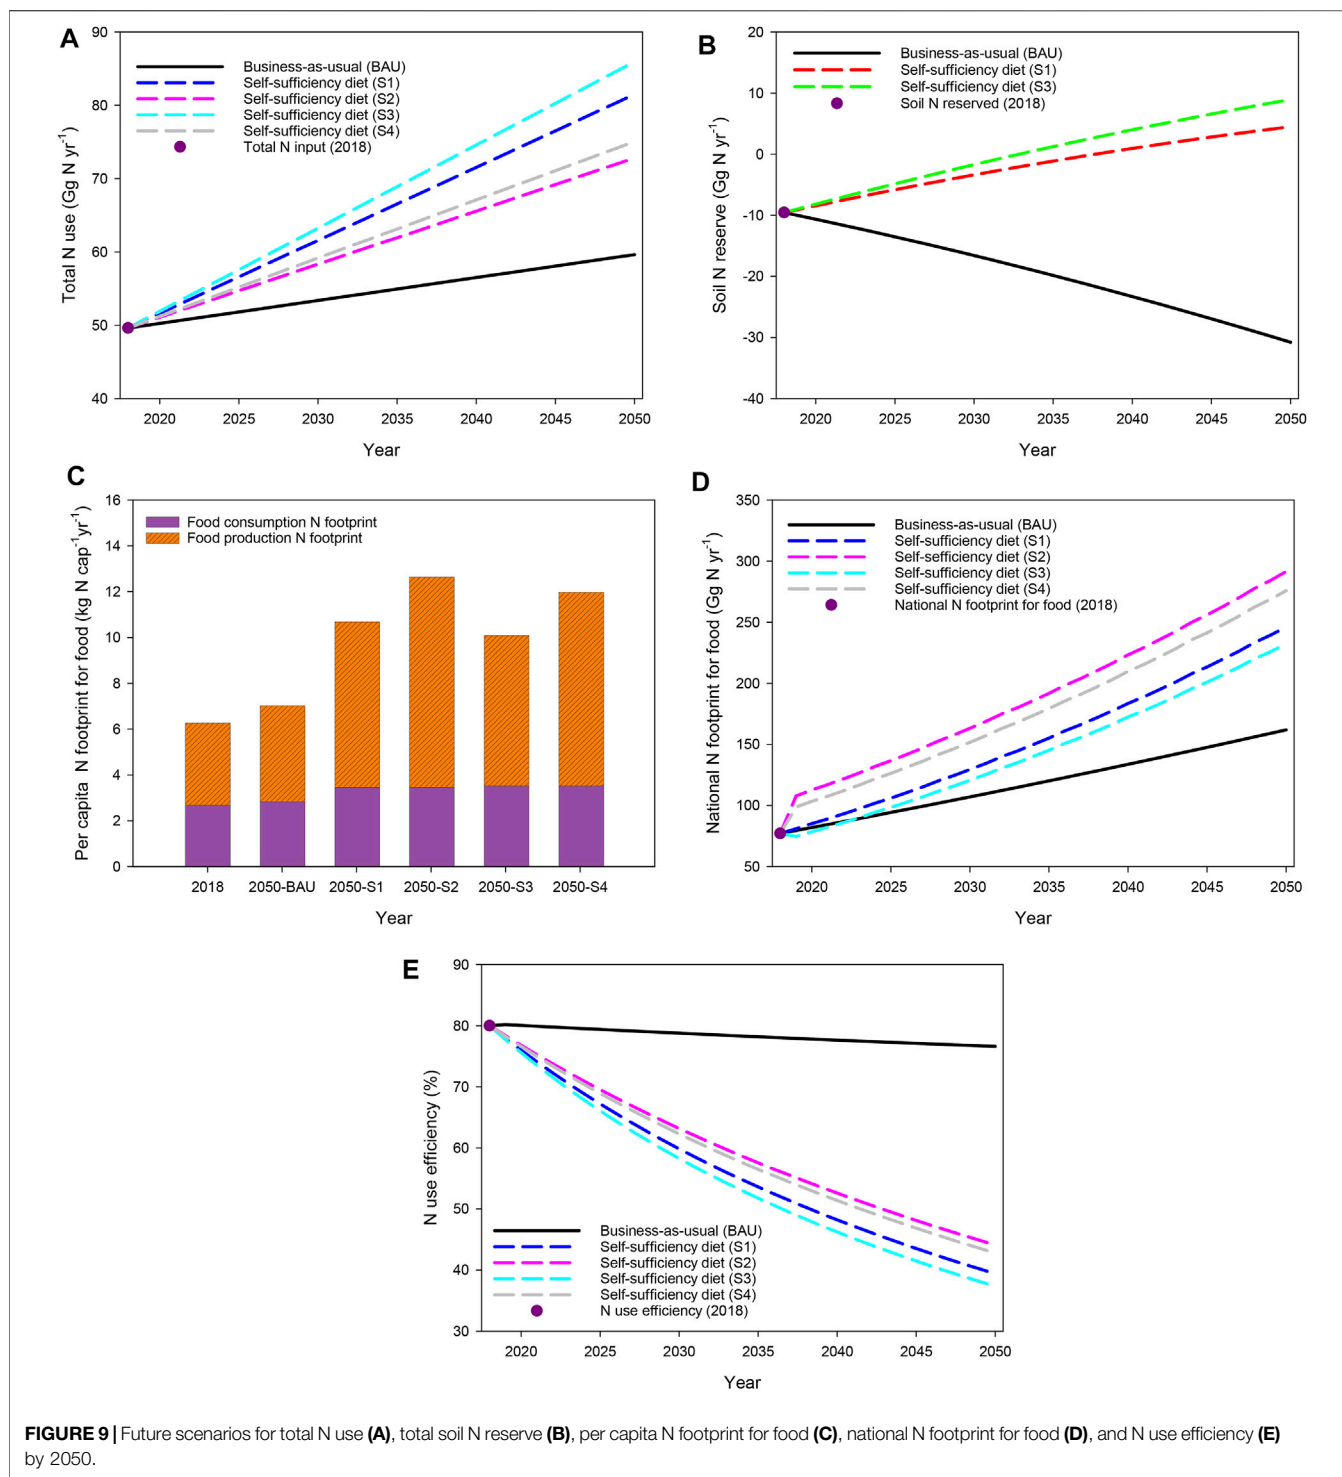 A
90
80
70
60
50
40
Total N use (Gg N yr-1)
Business-as-usual (BAU)
Self-sufficiency diet (S1)
Self-sufficiency diet (S2)
Self-sufficiency diet (S3)
Self-sufficiency diet (S4)
Total N input (2018)
2020 2025 2030 2035 2040 2045 2050
Year
B
20
10
0
-10
-20
-30
-40
Soil N reserve (Gg N yr-1)
Business-as-usual (BAU)
Self-sufficiency diet (S1)
Self-sufficiency diet (S3)
Soil N reserved (2018)
2020 2025 2030 2035 2040 2045 2050
Year
C
16
14
12
10
8
6
4
2
0
Per capita N footprint for food (kg N cap-1yr-1)
Food consumption N footprint
Food production N footprint
2018 2050-BAU 2050-S1 2050-S2 2050-S3 2050-S4
Year
D
350
300
250
200
150
100
50
National N footprint for food (Gg N yr-1)
Business-as-usual (BAU)
Self-sufficiency diet (S1)
Self-sefficiency diet (S2)
Self-sufficiency diet (S3)
Self-sufficiency diet (S4)
National N footprint for food (2018)
2020 2025 2030 2035 2040 2045 2050
Year
E
90
80
70
60
50
40
30
N use efficiency (%)
Business-as-usual (BAU)
Self-sufficiency diet (S1)
Self-sufficiency diet (S2)
Self-sufficiency diet (S3)
Self-sufficiency diet (S4)
N use efficiency (2018)
2020 2025 2030 2035 2040 2045 2050
Year
FIGURE 9 | Future scenarios for total N use (A), total soil N reserve (B), per capita N footprint for food (C), national N footprint for food (D), and N use efficiency (E)
by 2050.